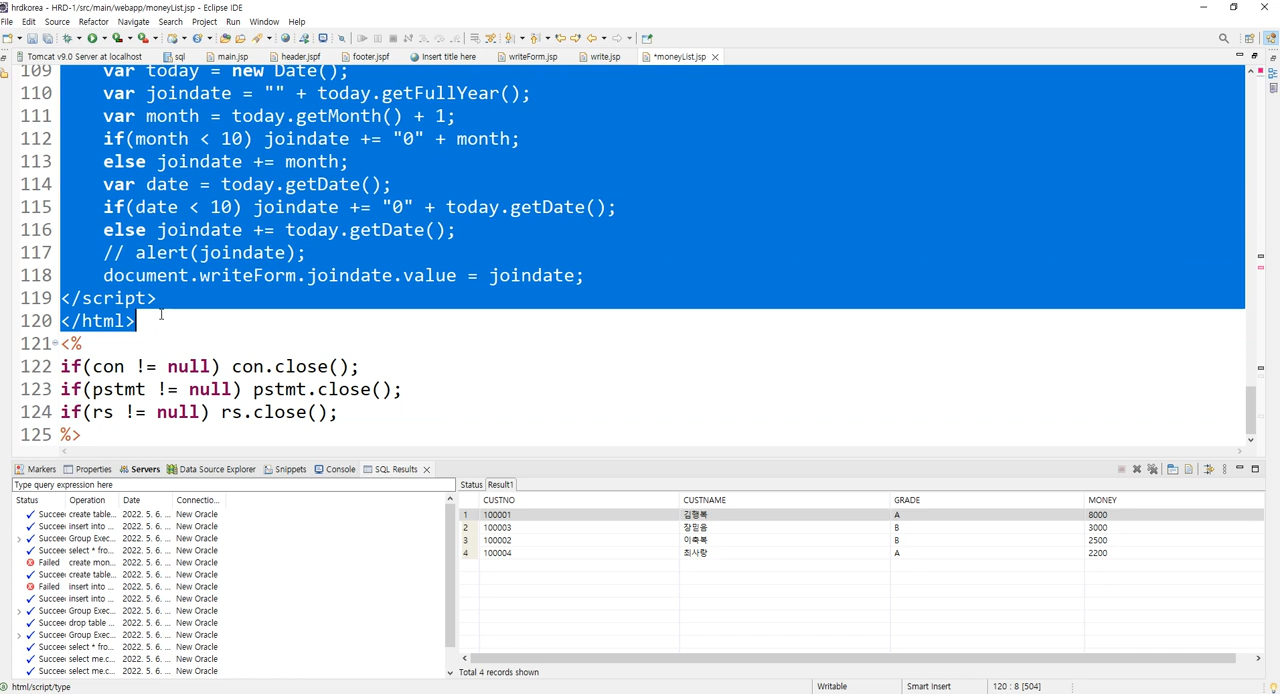 hrdkorea - HRD-1/src/main/webapp/moneyList.jsp - Eclipse IDE
File Edit Source Refactor Navigate Search Project Run Window Help
Tomcat v9.0 Server at localhost sql main.jsp header.jspf footer.jspf Insert title here writeForm.jsp write.jsp *moneyList.jsp
109 var today = new Date();
110 var joindate = "" + today.getFullYear();
111 var month = today.getMonth() + 1;
112 if(month < 10) joindate += "0" + month;
113 else joindate += month;
114 var date = today.getDate();
115 if(date < 10) joindate += "0" + today.getDate();
116 else joindate += today.getDate();
117 // alert(joindate);
118 document.writeForm.joindate.value = joindate;
119 </script>
120 </html>
121 <%
122 if(con != null) con.close();
123 if(pstmt != null) pstmt.close();
124 if(rs != null) rs.close();
125 %>
Markers Properties Servers Data Source Explorer Snippets Console SQL Results
Type query expression here
Status Operation Date Connectio...
Succee create table... 2022. 5. 6. ... New Oracle
Succee insert into ... 2022. 5. 6. ... New Oracle
Succee Group Exec... 2022. 5. 6. ... New Oracle
Succee select * fro... 2022. 5. 6. ... New Oracle
Failed create mon... 2022. 5. 6. ... New Oracle
Succee create table... 2022. 5. 6. ... New Oracle
Failed insert into ... 2022. 5. 6. ... New Oracle
Succee insert into ... 2022. 5. 6. ... New Oracle
Succee Group Exec... 2022. 5. 6. ... New Oracle
Succee drop table ... 2022. 5. 6. ... New Oracle
Succee Group Exec... 2022. 5. 6. ... New Oracle
Succee select * fro... 2022. 5. 6. ... New Oracle
Succee select me.c... 2022. 5. 6. ... New Oracle
Succee select me.c... 2022. 5. 6. ... New Oracle
Status Result1
CUSTNO CUSTNAME GRADE MONEY
1 100001 김행복 A 8000
2 100003 장믿음 B 3000
3 100002 이축복 B 2500
4 100004 최사랑 A 2200
Total 4 records shown
html/script/type Writable Smart Insert 120 : 8 [504]